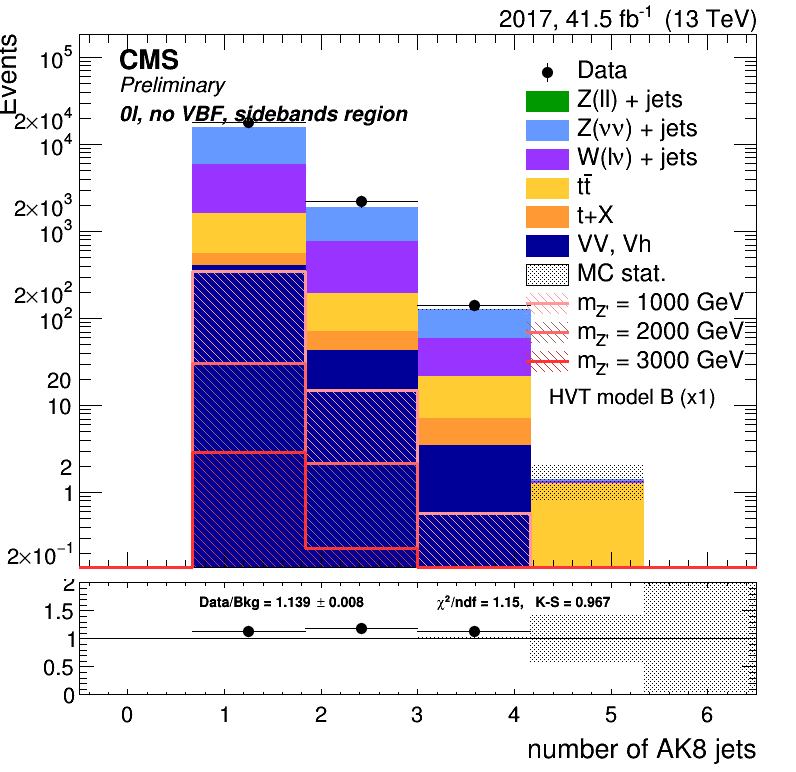 2017, 41.5 fb⁻¹ (13 TeV)
Events
CMS
Preliminary
0l, no VBF, sidebands region
10⁵
2×10⁴
10⁴
2×10³
10³
2×10²
10²
20
10
2
1
2×10⁻¹
Data
Z(ll) + jets
Z(νν) + jets
W(lν) + jets
tt̄
t+X
VV, Vh
MC stat.
m_Z' = 1000 GeV
m_Z' = 2000 GeV
m_Z' = 3000 GeV
HVT model B (x1)
2
1.5
1
0.5
0
Data/Bkg = 1.139 ± 0.008
χ²/ndf = 1.15, K-S = 0.967
0 1 2 3 4 5 6
number of AK8 jets